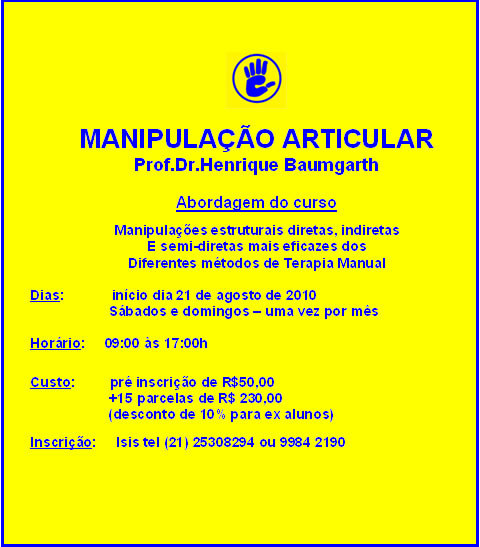 MANIPULAÇÃO ARTICULAR
Prof.Dr.Henrique Baumgarth
Abordagem do curso
Manipulações estruturais diretas, indiretas
E semi-diretas mais eficazes dos
Diferentes métodos de Terapia Manual
Dias: início dia 21 de agosto de 2010
Sábados e domingos – uma vez por mês
Horário: 09:00 às 17:00h
Custo: pré inscrição de R$50,00
+15 parcelas de R$ 230,00
(desconto de 10% para ex alunos)
Inscrição: Isis tel (21) 25308294 ou 9984 2190